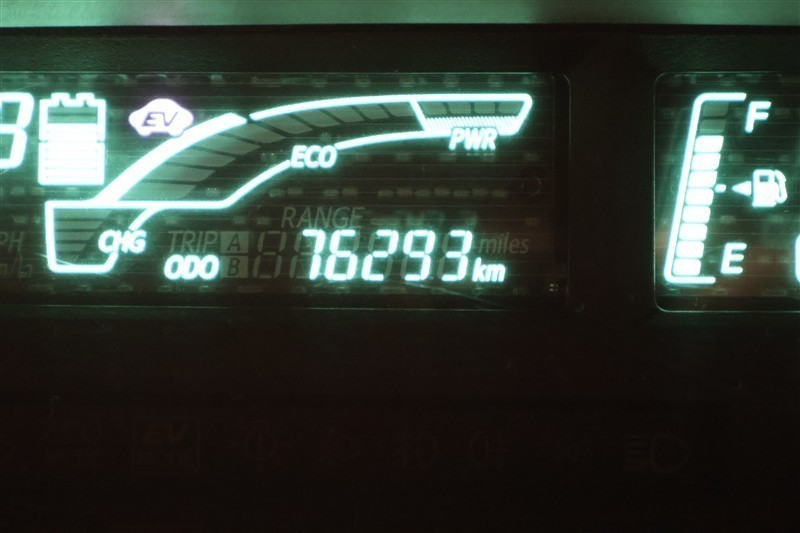 EV
F
PWR
ECO
RANGE
CHG
TRIP A miles
B
ODO 76293 km
E